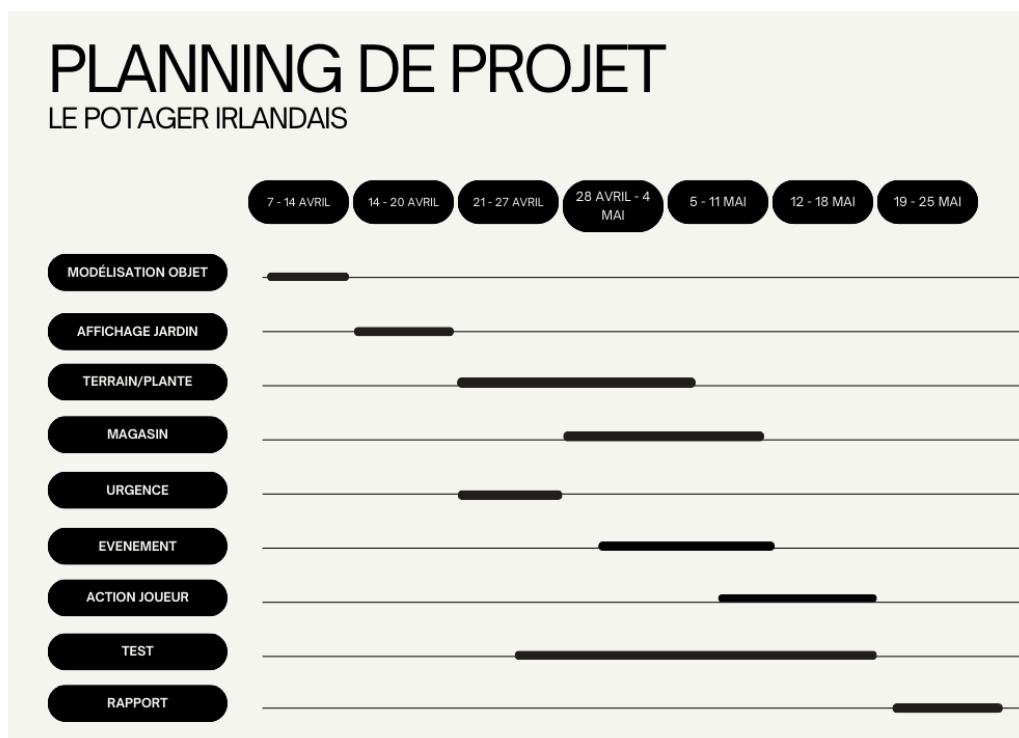 PLANNING DE PROJET
LE POTAGER IRLANDAIS
7 - 14 AVRIL
14 - 20 AVRIL
21 - 27 AVRIL
28 AVRIL - 4
MAI
5 - 11 MAI
12 - 18 MAI
19 - 25 MAI
MODÉLISATION OBJET
AFFICHAGE JARDIN
TERRAIN/PLANTE
MAGASIN
URGENCE
EVENEMENT
ACTION JOUEUR
TEST
RAPPORT